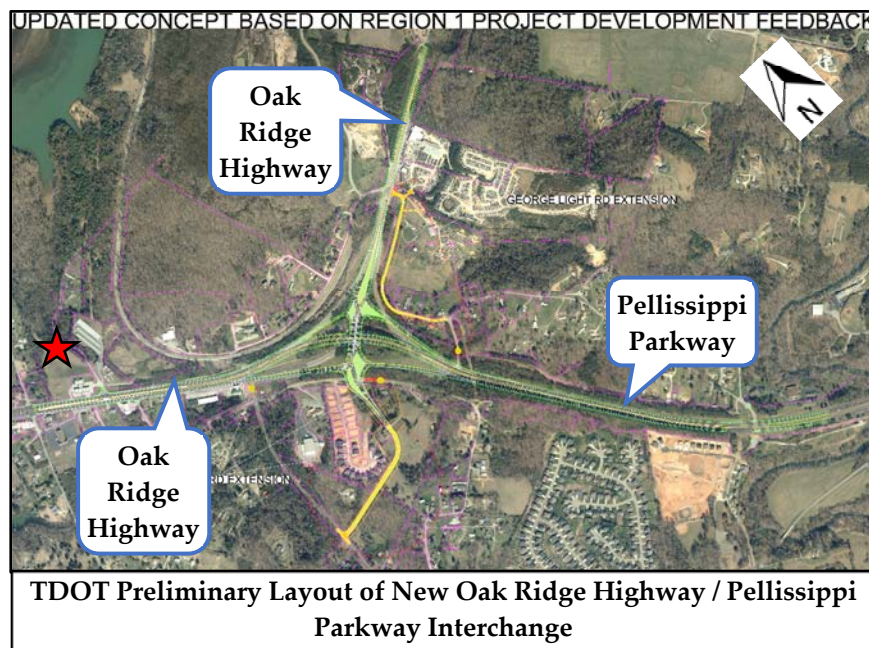 UPDATED CONCEPT BASED ON REGION 1 PROJECT DEVELOPMENT FEEDBACK
N
Oak
Ridge
Highway
GEORGE LIGHT RD EXTENSION
Pellissippi
Parkway
Oak
Ridge
Highway
RD EXTENSION
TDOT Preliminary Layout of New Oak Ridge Highway / Pellissippi
Parkway Interchange